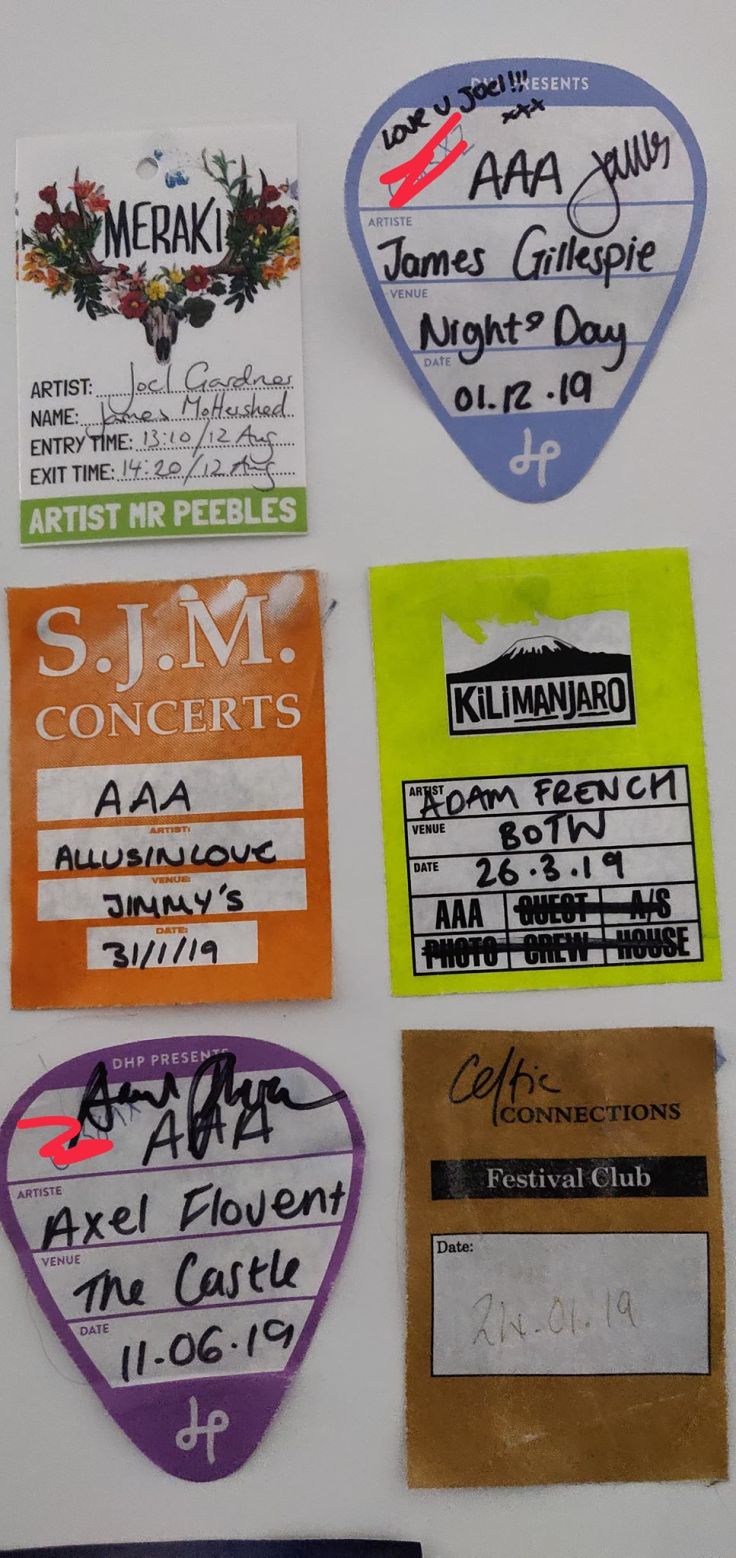 MERAKI
ARTIST: Joel Gardner
NAME: James Mottershed
ENTRY TIME: 13:10/12 Aug
EXIT TIME: 14:20/12 Aug
ARTIST MR PEEBLES
DHP PRESENTS
Love u Joel!!!
xxx
AAA James
ARTISTE
James Gillespie
VENUE
Night & Day
DATE
01.12.19
dhp
S.J.M.
CONCERTS
AAA
ARTIST:
ALLUSINLOVE
VENUE:
JIMMY'S
DATE:
31/1/19
KiLiMANJARO
ARTIST ADAM FRENCH
VENUE BOTW
DATE 26.3.19
AAA GUEST A/S
PHOTO CREW HOUSE
DHP PRESENTS
AAA
ARTISTE
Axel Flovent
VENUE
The Castle
DATE
11.06.19
dhp
Celtic
CONNECTIONS
Festival Club
Date:
24.01.19